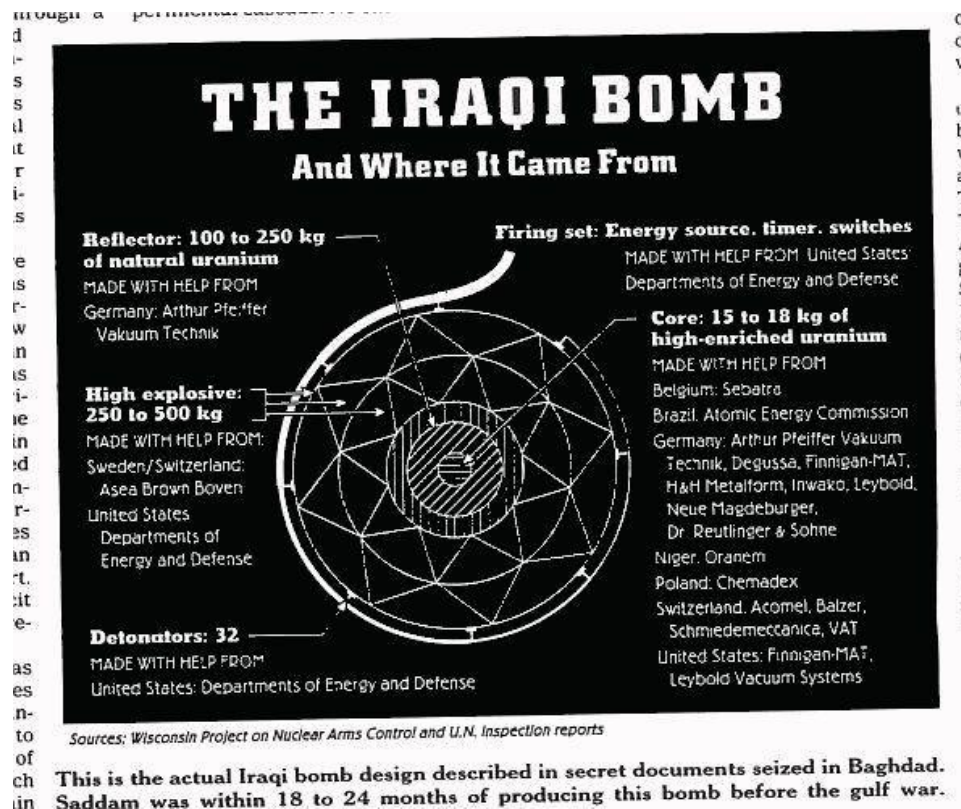 THE IRAQI BOMB
And Where It Came From
Reflector: 100 to 250 kg
of natural uranium
MADE WITH HELP FROM
Germany: Arthur Pfeiffer
Vakuum Technik
High explosive:
250 to 500 kg
MADE WITH HELP FROM:
Sweden/Switzerland:
Asea Brown Boveri
United States
Departments of
Energy and Defense
Detonators: 32
MADE WITH HELP FROM
United States: Departments of Energy and Defense
Firing set: Energy source, timer, switches
MADE WITH HELP FROM United States
Departments of Energy and Defense
Core: 15 to 18 kg of
high-enriched uranium
MADE WITH HELP FROM
Belgium: Sebatra
Brazil: Atomic Energy Commission
Germany: Arthur Pfeiffer Vakuum
Technik, Degussa, Finnigan-MAT,
H&H Metalform, Inwako, Leybold,
Neue Magdeburger,
Dr Reutlinger & Sohne
Niger: Onarem
Poland: Chemadex
Switzerland: Acomel, Balzer,
Schmiedemeccanica, VAT
United States: Finnigan-MAT,
Leybold Vacuum Systems
Sources: Wisconsin Project on Nuclear Arms Control and U.N. Inspection reports
This is the actual Iraqi bomb design described in secret documents seized in Baghdad.
Saddam was within 18 to 24 months of producing this bomb before the gulf war.